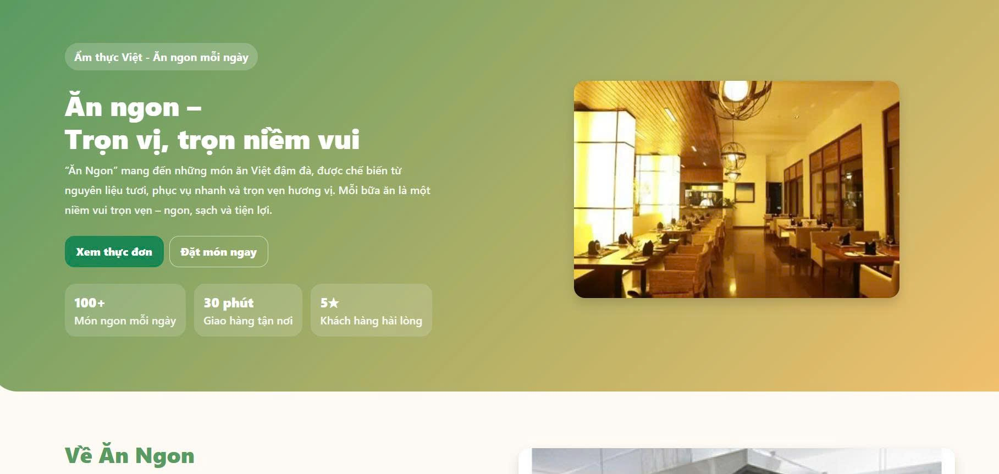 Ẩm thực Việt - Ăn ngon mỗi ngày
Ăn ngon –
Trọn vị, trọn niềm vui
“Ăn Ngon” mang đến những món ăn Việt đậm đà, được chế biến từ
nguyên liệu tươi, phục vụ nhanh và trọn vẹn hương vị. Mỗi bữa ăn là một
niềm vui trọn vẹn – ngon, sạch và tiện lợi.
Xem thực đơn
Đặt món ngay
100+
Món ngon mỗi ngày
30 phút
Giao hàng tận nơi
5★
Khách hàng hài lòng
Về Ăn Ngon